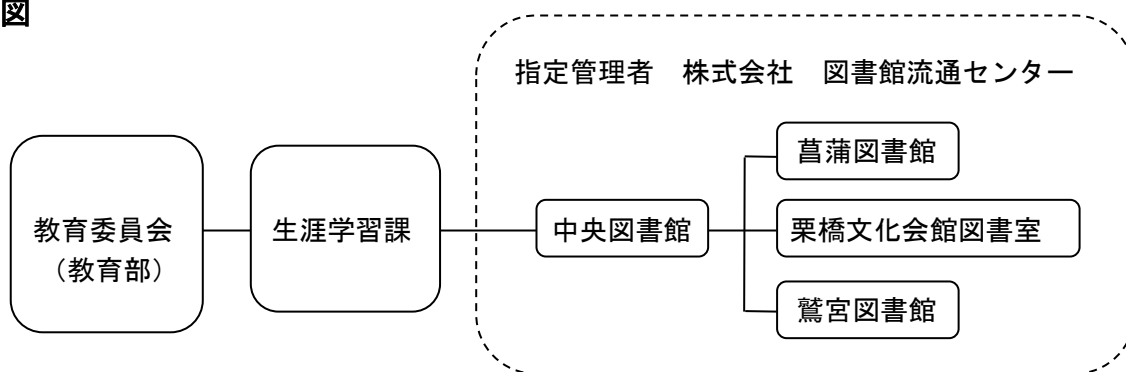 図
指定管理者　株式会社　図書館流通センター
教育委員会
（教育部）
生涯学習課
中央図書館
菖蒲図書館
栗橋文化会館図書室
鷲宮図書館